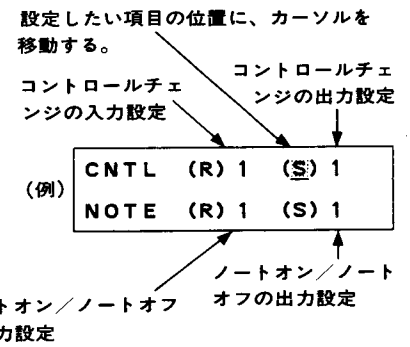 設定したい項目の位置に、カーソルを
移動する。
コントロールチェ
ンジの入力設定
コントロールチェ
ンジの出力設定
(例)
CNTL (R) 1 (S) 1
NOTE (R) 1 (S) 1
トオン／ノートオフ
力設定
ノートオン／ノート
オフの出力設定